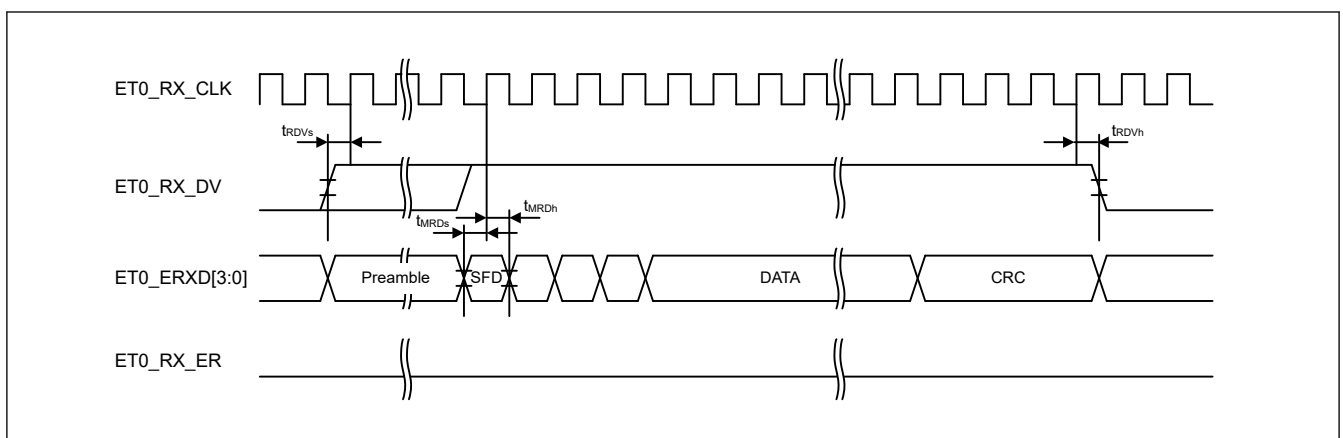 ET0_RX_CLK
tRDVs
tRDVh
ET0_RX_DV
tMRDs
tMRDh
ET0_ERXD[3:0]
Preamble
SFD
DATA
CRC
ET0_RX_ER